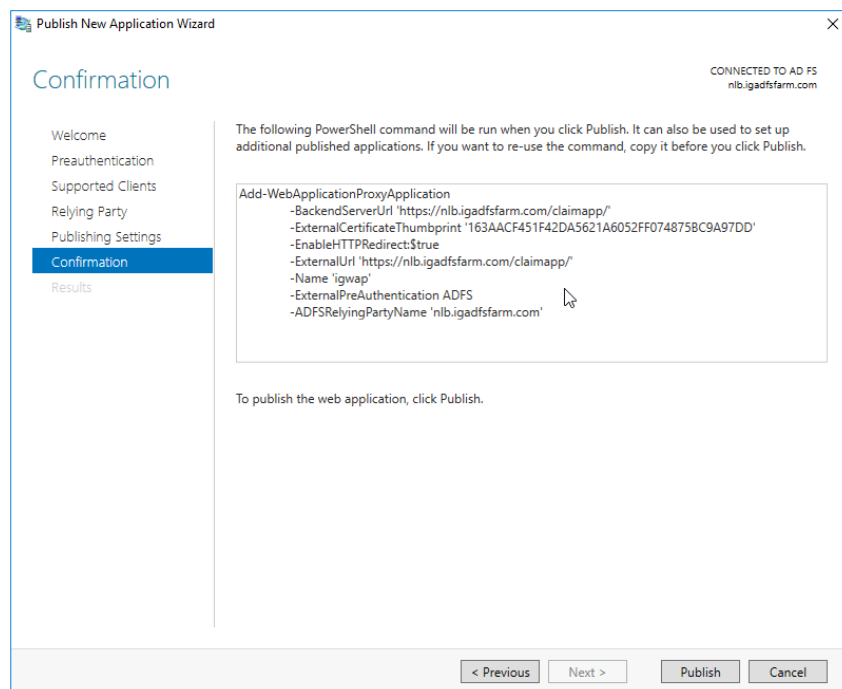 Publish New Application Wizard
Confirmation
CONNECTED TO AD FS
nlb.igadfsfarm.com
Welcome
Preauthentication
Supported Clients
Relying Party
Publishing Settings
Confirmation
Results
The following PowerShell command will be run when you click Publish. It can also be used to set up
additional published applications. If you want to re-use the command, copy it before you click Publish.
Add-WebApplicationProxyApplication
-BackendServerUrl 'https://nlb.igadfsfarm.com/claimapp/'
-ExternalCertificateThumbprint '163AACF451F42DA5621A6052FF074875BC9A97DD'
-EnableHTTPRedirect:$true
-ExternalUrl 'https://nlb.igadfsfarm.com/claimapp/'
-Name 'igwap'
-ExternalPreAuthentication ADFS
-ADFSRelyingPartyName 'nlb.igadfsfarm.com'
To publish the web application, click Publish.
< Previous
Next >
Publish
Cancel